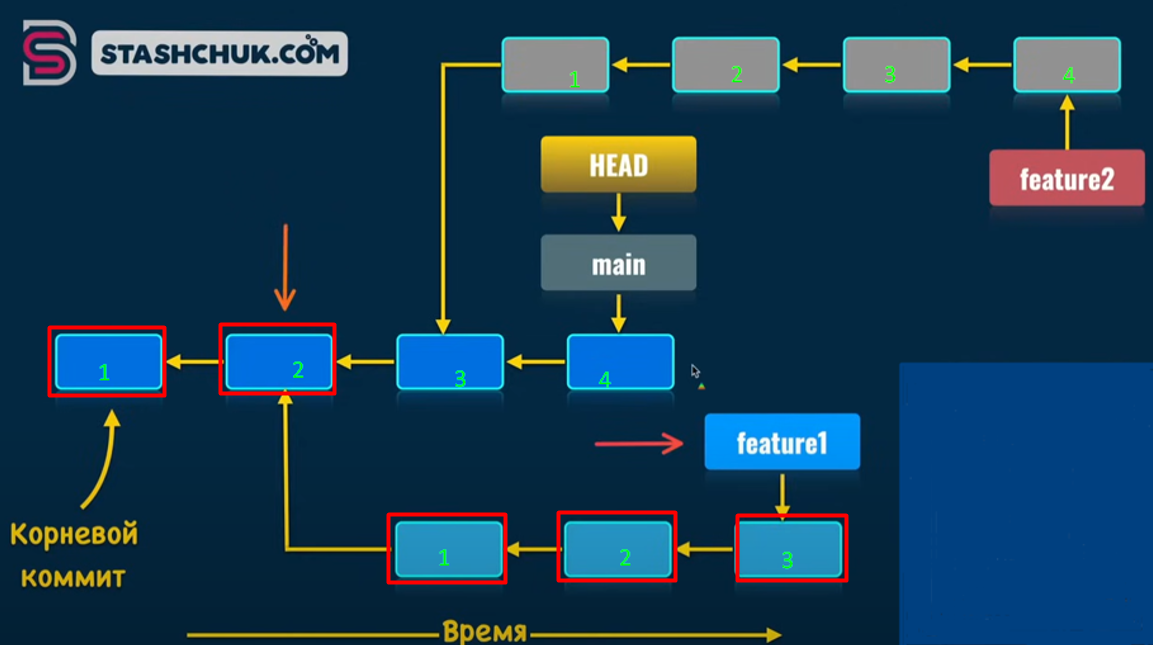 STASHCHUK.COM
1 2 3 4
HEAD
feature2
main
1 2 3 4
feature1
Корневой
коммит
1 2 3
Время